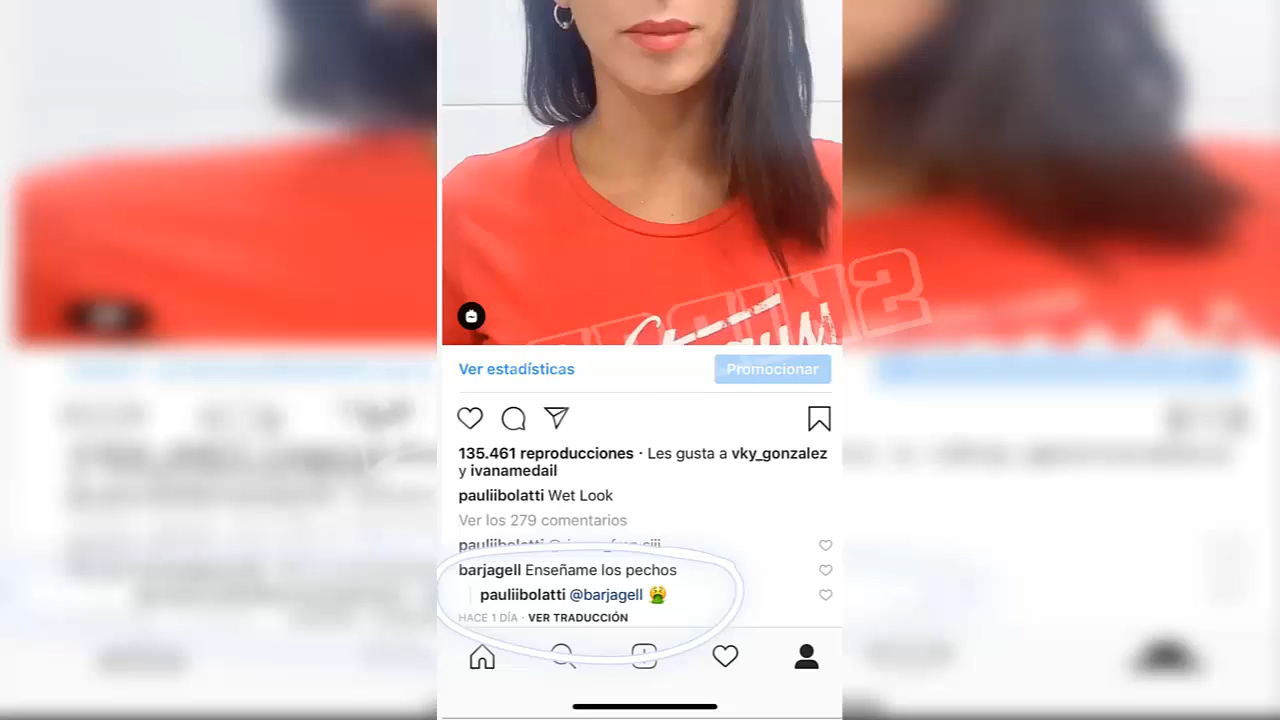 Ver estadísticas
Promocionar
135.461 reproducciones · Les gusta a vky_gonzalez
y ivanamedail
pauliibolatti Wet Look
Ver los 279 comentarios
pauliibolatti
barjagell Enseñame los pechos
pauliibolatti @barjagell 🤮
HACE 1 DÍA · VER TRADUCCIÓN